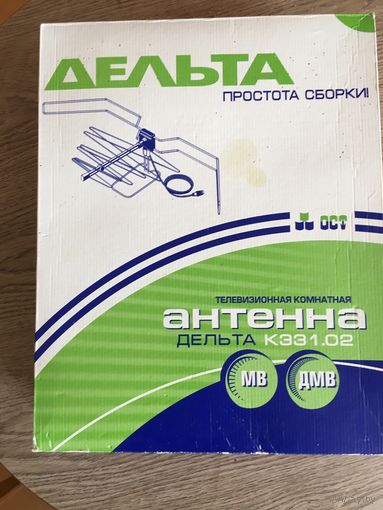 ДЕЛЬТА
ПРОСТОТА СБОРКИ!
ОСТ
ТЕЛЕВИЗИОННАЯ КОМНАТНАЯ
антенна
ДЕЛЬТА К331.02
МВ ДМВ